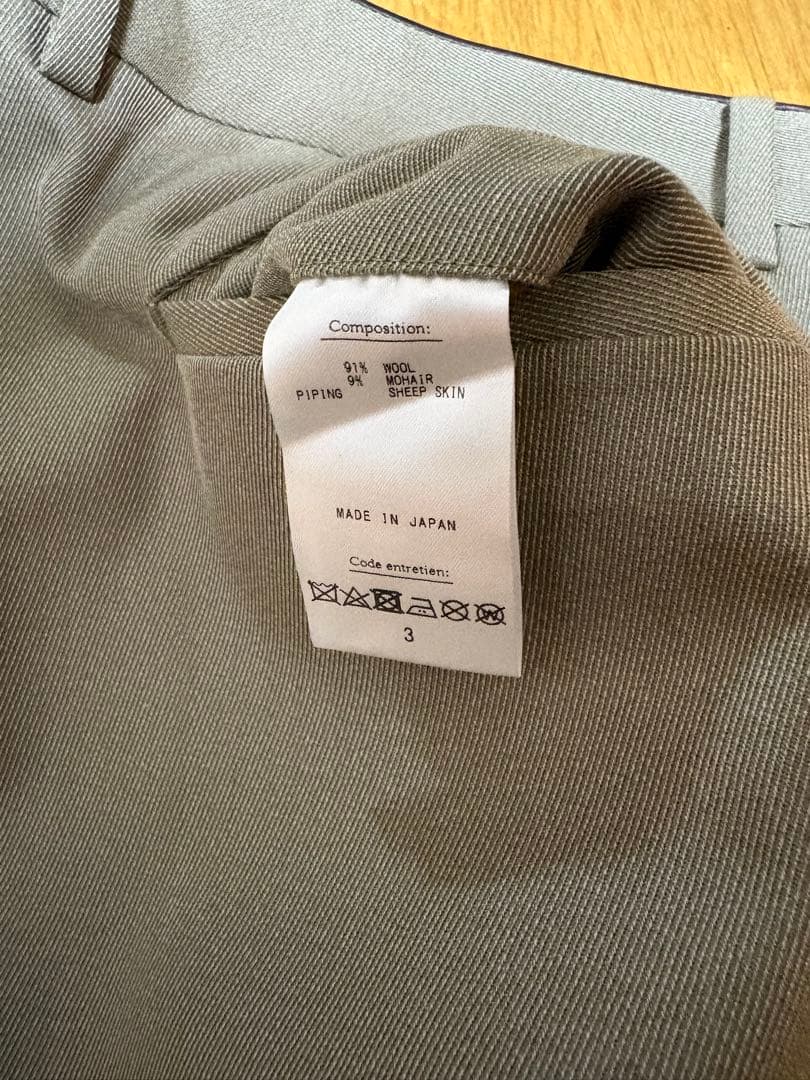 Composition:
91% WOOL
9% MOHAIR
PIPING SHEEP SKIN
MADE IN JAPAN
Code entretien:
W
3